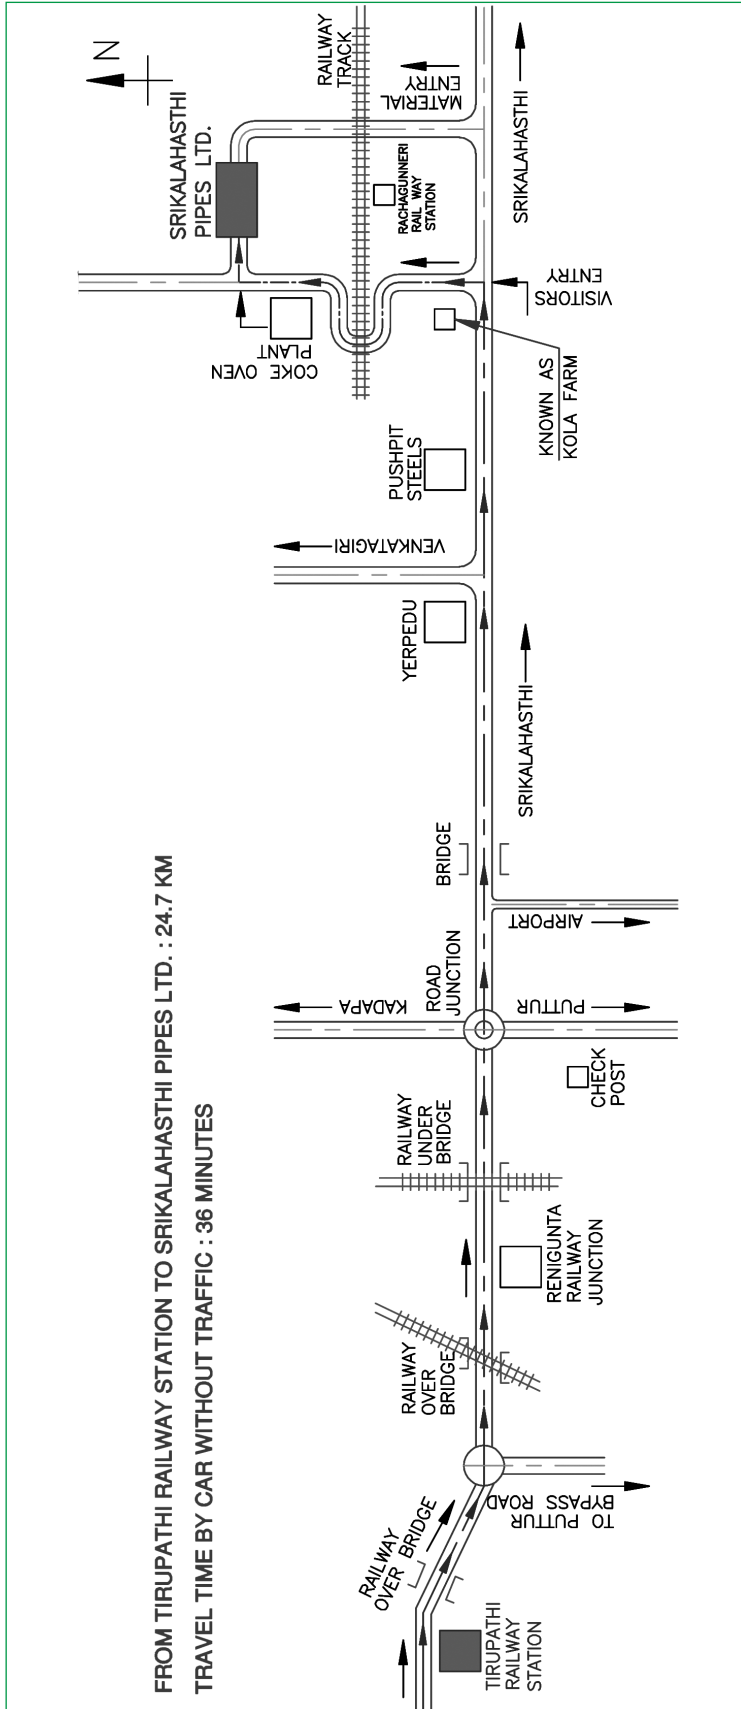 FROM TIRUPATHI RAILWAY STATION TO SRIKALAHASTHI PIPES LTD. : 24.7 KM
TRAVEL TIME BY CAR WITHOUT TRAFFIC : 36 MINUTES
N
TIRUPATHI
RAILWAY
STATION
RAILWAY
OVER BRIDGE
TO PUTTUR
BYPASS ROAD
RAILWAY
OVER
BRIDGE
RENIGUNTA
RAILWAY
JUNCTION
RAILWAY
UNDER
BRIDGE
CHECK
POST
KADAPA
PUTTUR
ROAD
JUNCTION
AIRPORT
BRIDGE
SRIKALAHASTHI
YERPEDU
VENKATAGIRI
PUSHPIT
STEELS
KNOWN AS
KOLA FARM
COKE OVEN
PLANT
VISITORS
ENTRY
SRIKALAHASTHI
PIPES LTD.
RACHAGUNNERI
RAIL WAY
STATION
RAILWAY
TRACK
MATERIAL
ENTRY
SRIKALAHASTHI